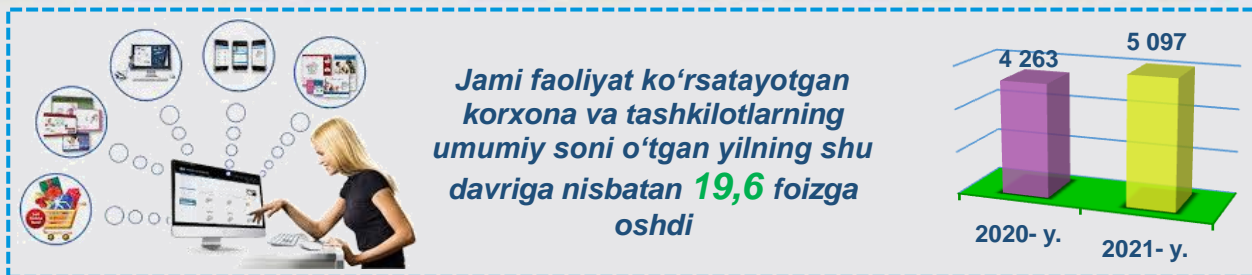 Jami faoliyat ko‘rsatayotgan
korxona va tashkilotlarning
umumiy soni o‘tgan yilning shu
davriga nisbatan 19,6 foizga
oshdi
4 263
5 097
2020- y.
2021- y.